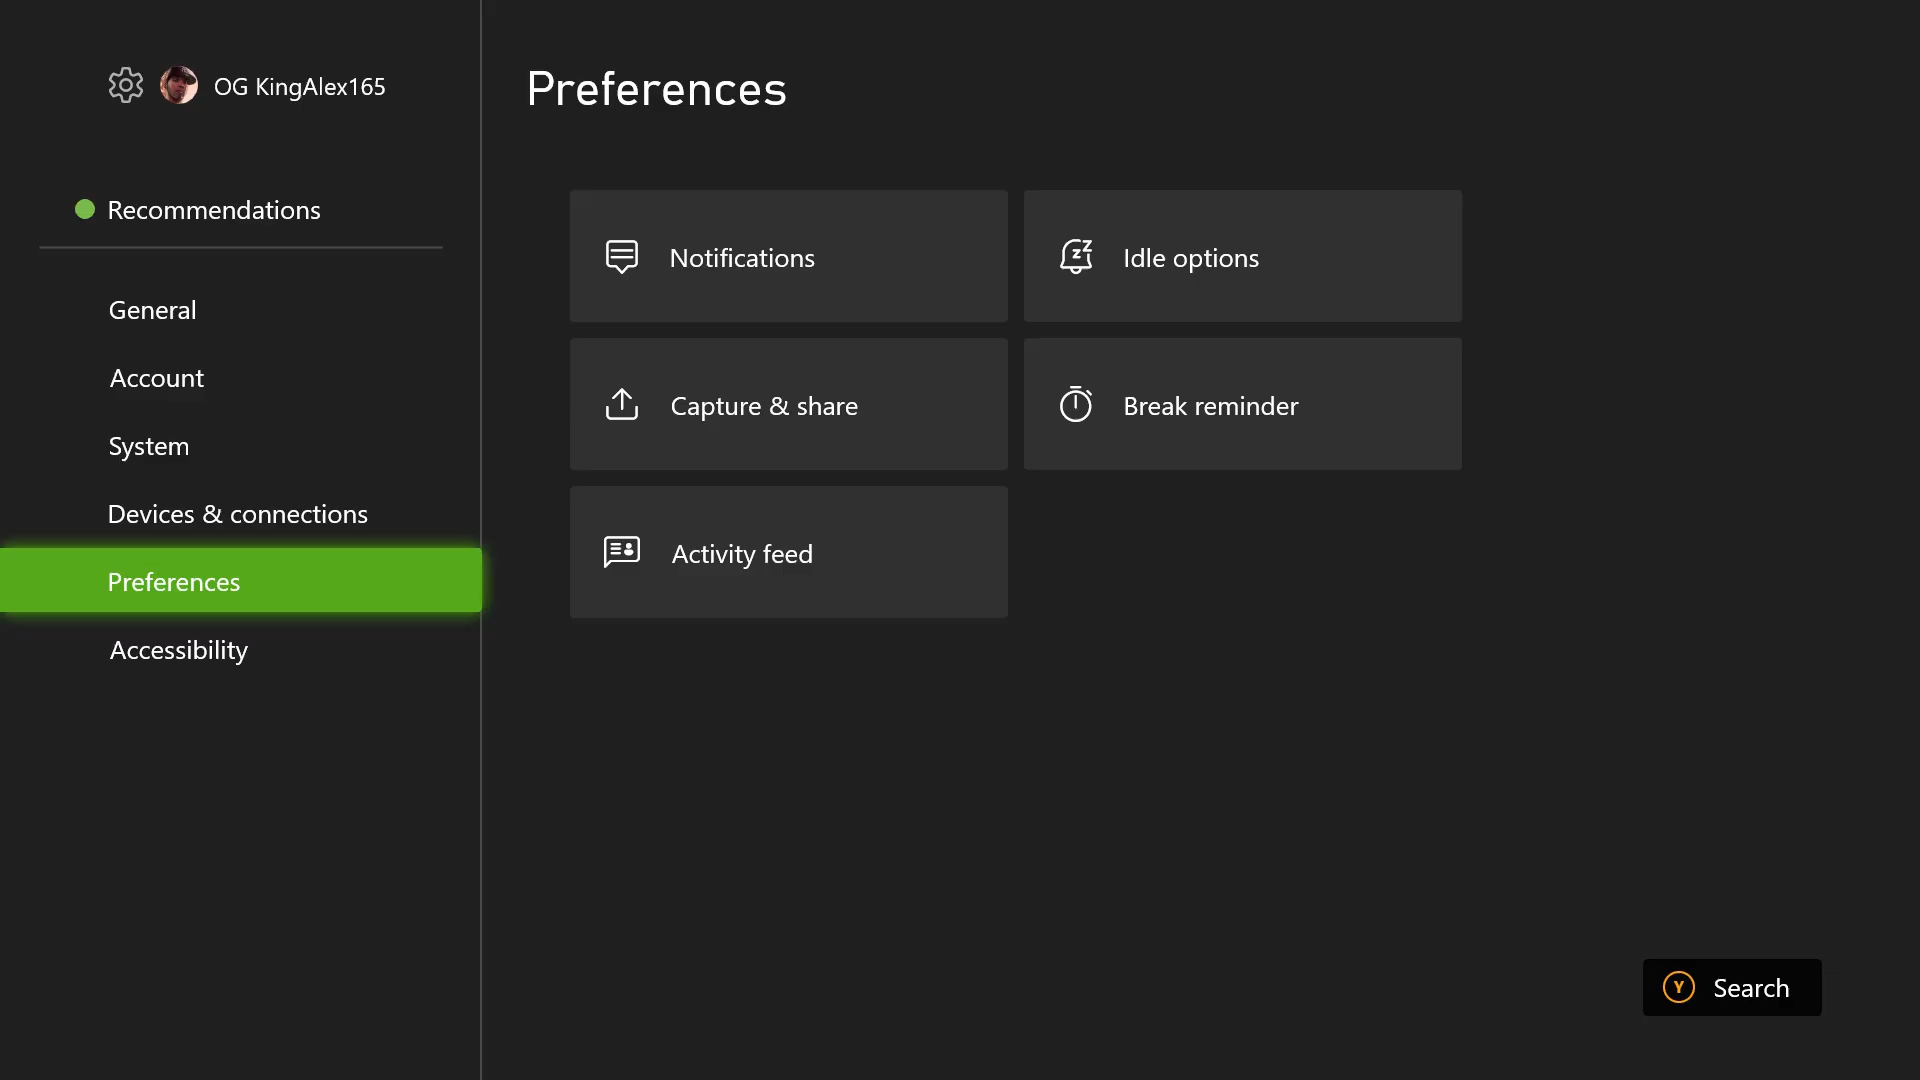 OG KingAlex165
Recommendations
General
Account
System
Devices & connections
Preferences
Accessibility
Preferences
Notifications
Idle options
Capture & share
Break reminder
Activity feed
Y Search